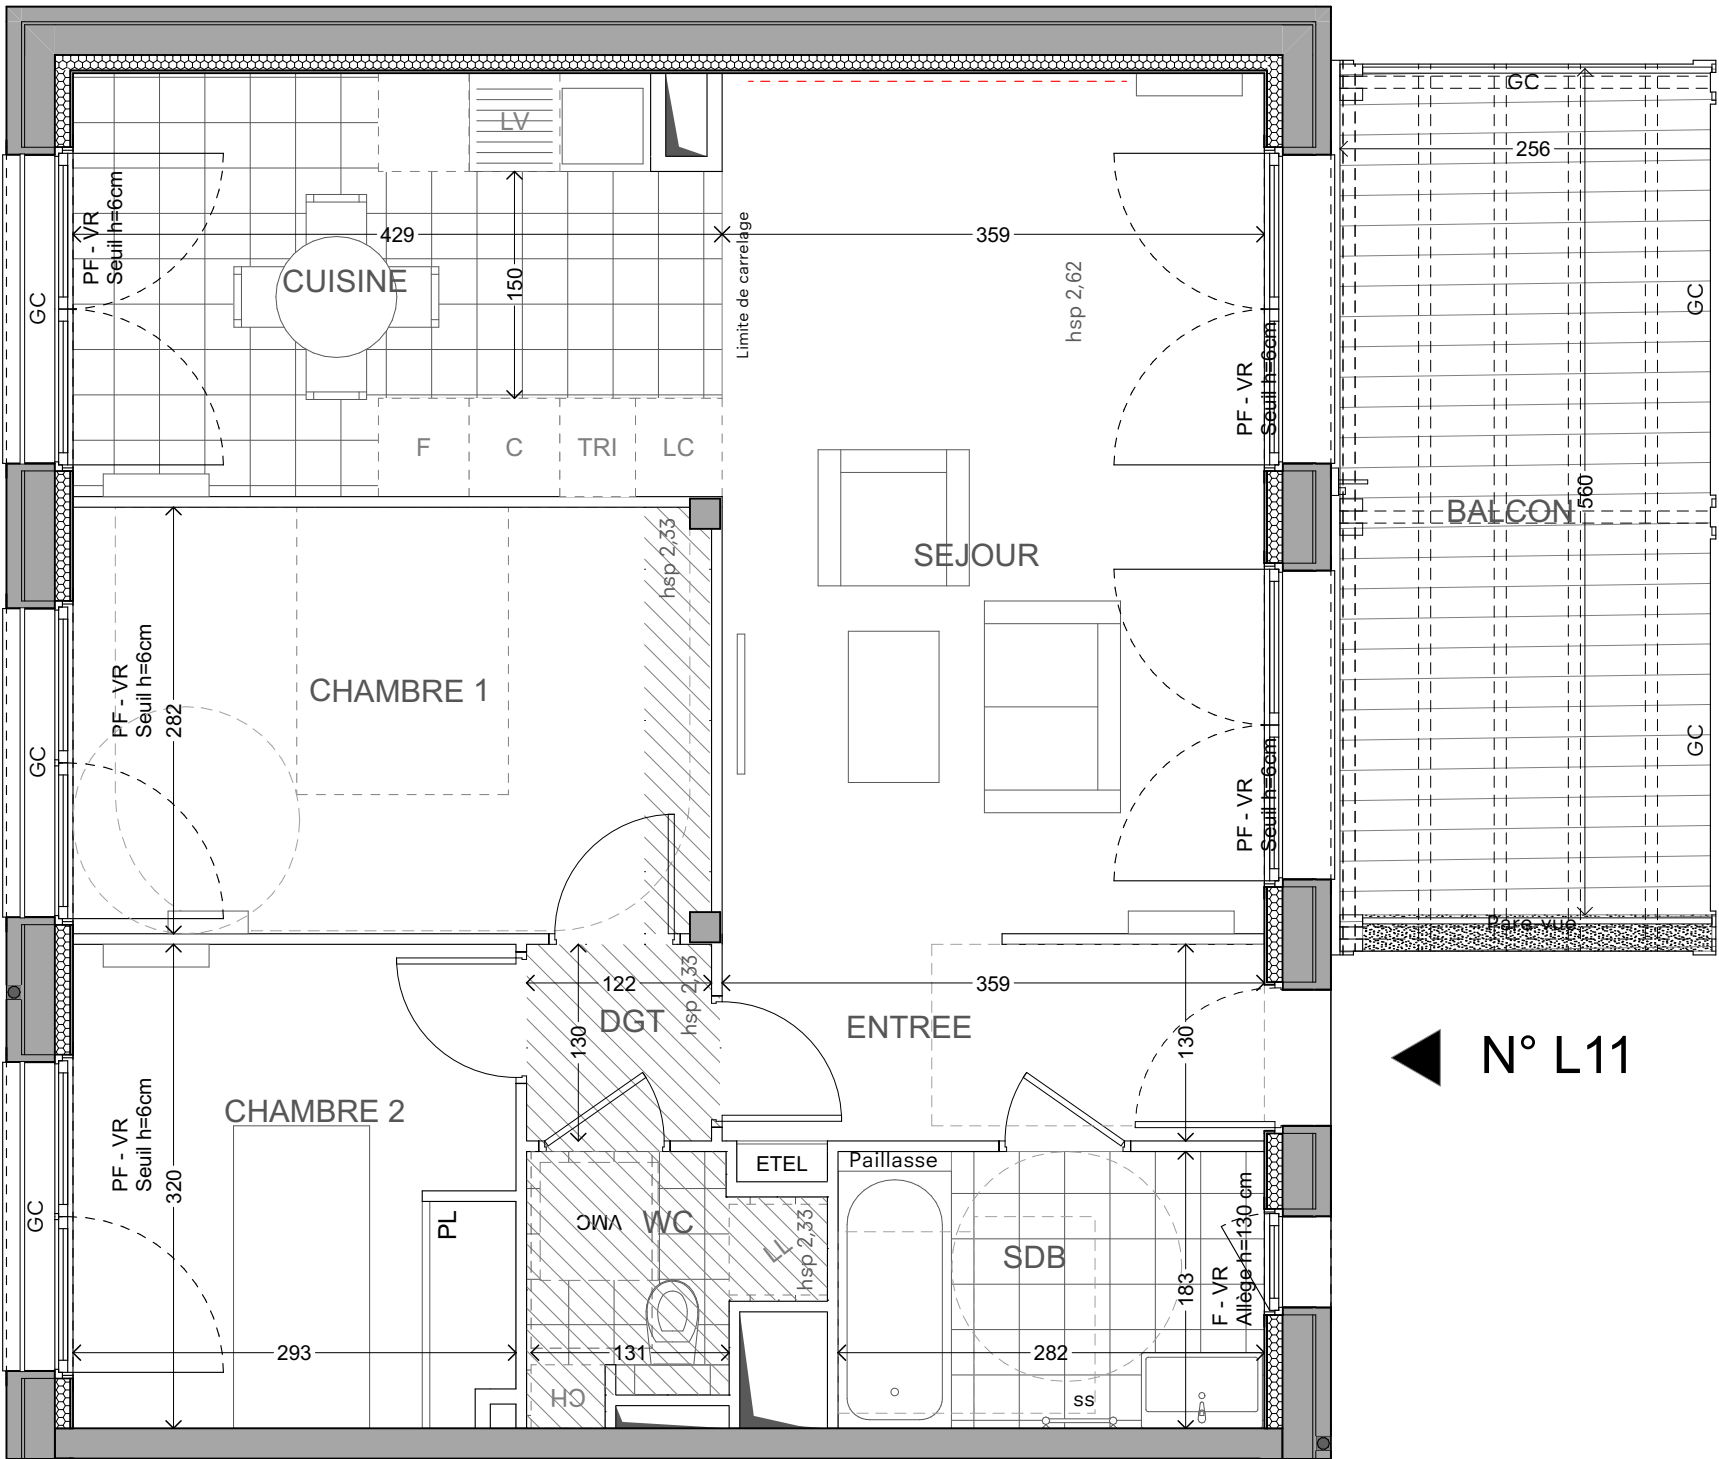 GC
256
LV
PF - VR
Seuil h=6cm
429
359
CUISINE
150
Limite de carrelage
hsp 2,62
GC
GC
PF - VR
Seuil h=6cm
F
C
TRI
LC
560
BALCON
hsp 2,33
SEJOUR
PF - VR
Seuil h=6cm
282
CHAMBRE 1
GC
GC
PF - VR
Seuil h=6cm
Pare-vue
122
hsp 2,33
359
DGT
130
ENTREE
130
N° L11
CHAMBRE 2
PF - VR
Seuil h=6cm
320
GC
ETEL
Paillasse
PL
VMC
WC
LL
hsp 2,33
SDB
183
F - VR
Allège h=130 cm
293
131
282
CH
ss